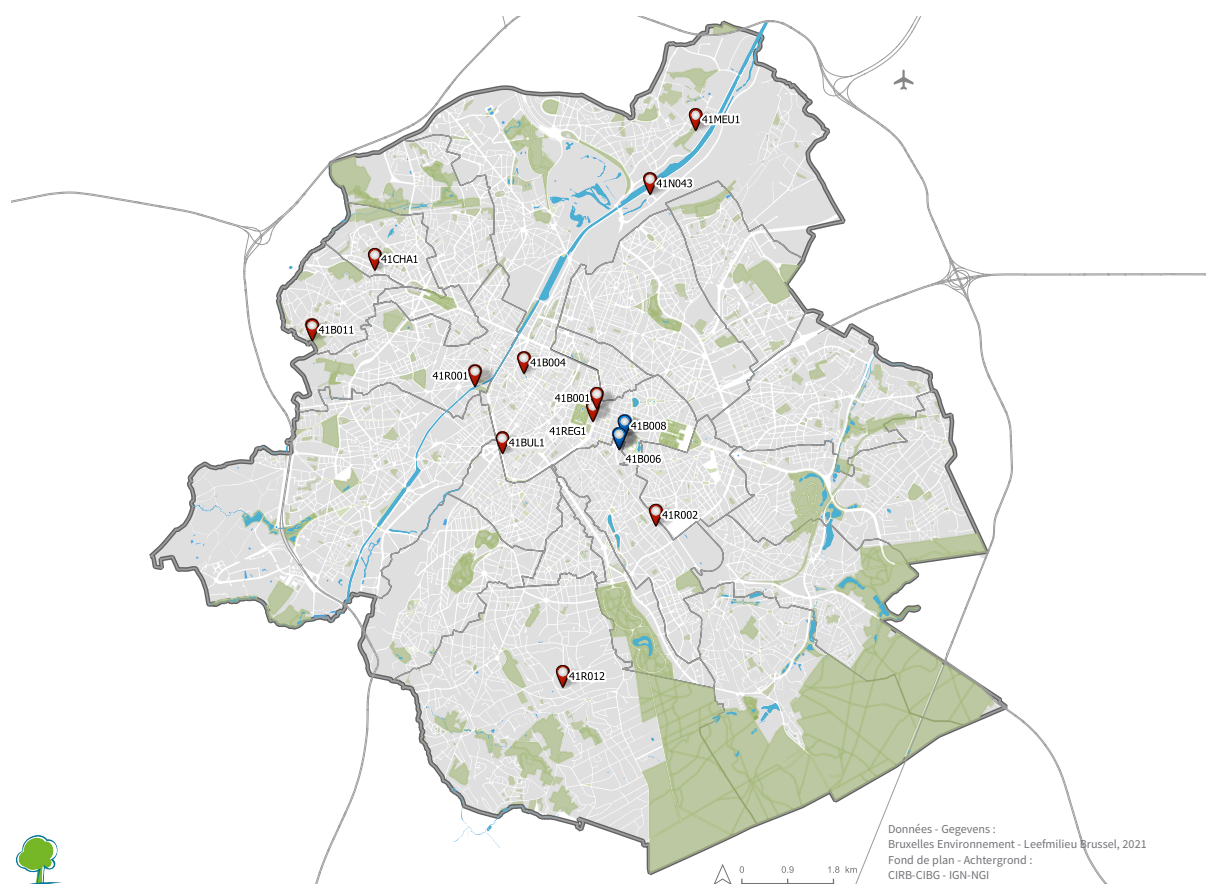 41MEU1
41N043
41CHA1
41B011
41B004
41R001
41B001
41B008
41REG1
41BUL1
41B006
41R002
41R012
Données - Gegevens :
Bruxelles Environnement - Leefmilieu Brussel, 2021
Fond de plan - Achtergrond :
CIRB-CIBG - IGN-NGI
0 0.9 1.8 km